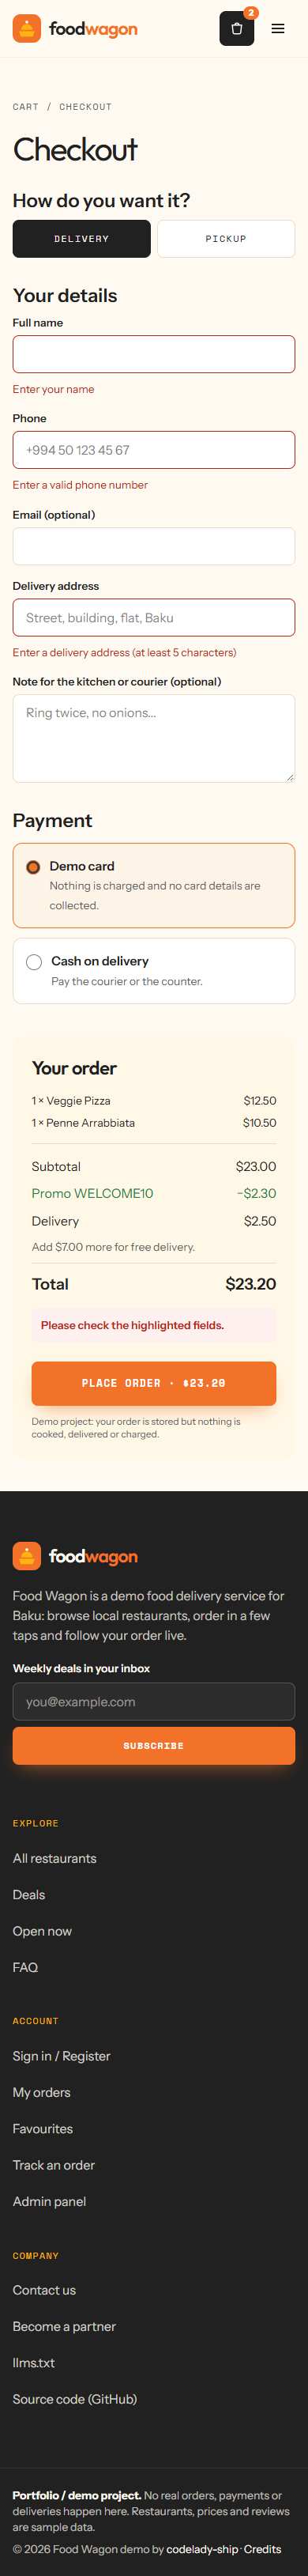 foodwagon
2
CART / CHECKOUT
Checkout
How do you want it?
DELIVERY
PICKUP
Your details
Full name
Enter your name
Phone
+994 50 123 45 67
Enter a valid phone number
Email (optional)
Delivery address
Street, building, flat, Baku
Enter a delivery address (at least 5 characters)
Note for the kitchen or courier (optional)
Ring twice, no onions...
Payment
Demo card
Nothing is charged and no card details are
collected.
Cash on delivery
Pay the courier or the counter.
Your order
1 × Veggie Pizza $12.50
1 × Penne Arrabbiata $10.50
Subtotal $23.00
Promo WELCOME10 −$2.30
Delivery $2.50
Add $7.00 more for free delivery.
Total $23.20
Please check the highlighted fields.
PLACE ORDER · $23.20
Demo project: your order is stored but nothing is
cooked, delivered or charged.
foodwagon
Food Wagon is a demo food delivery service for
Baku: browse local restaurants, order in a few
taps and follow your order live.
Weekly deals in your inbox
you@example.com
SUBSCRIBE
EXPLORE
All restaurants
Deals
Open now
FAQ
ACCOUNT
Sign in / Register
My orders
Favourites
Track an order
Admin panel
COMPANY
Contact us
Become a partner
llms.txt
Source code (GitHub)
Portfolio / demo project. No real orders, payments or
deliveries happen here. Restaurants, prices and reviews
are sample data.
© 2026 Food Wagon demo by codelady-ship · Credits